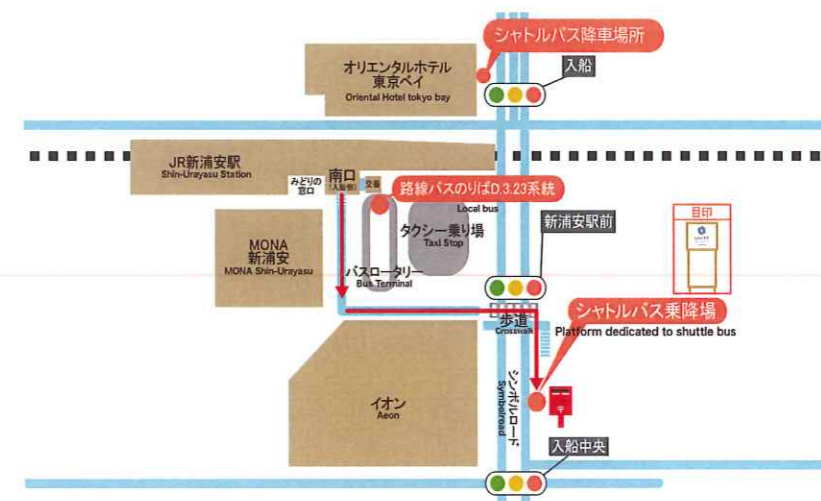 シャトルバス降車場所
オリエンタルホテル
東京ベイ
Oriental Hotel tokyo bay
入船
JR新浦安駅
Shin-Urayasu Station
みどりの
窓口
南口
(入船側)
交番
路線バスのりばD.3.23系統
Local bus
タクシー乗り場
Taxi Stop
新浦安駅前
目印
MONA
新浦安
MONA Shin-Urayasu
バスロータリー
Bus Terminal
歩道
Crosswalk
シャトルバス乗降場
Platform dedicated to shuttle bus
イオン
Aeon
シンボルロード
Symbolroad
入船中央